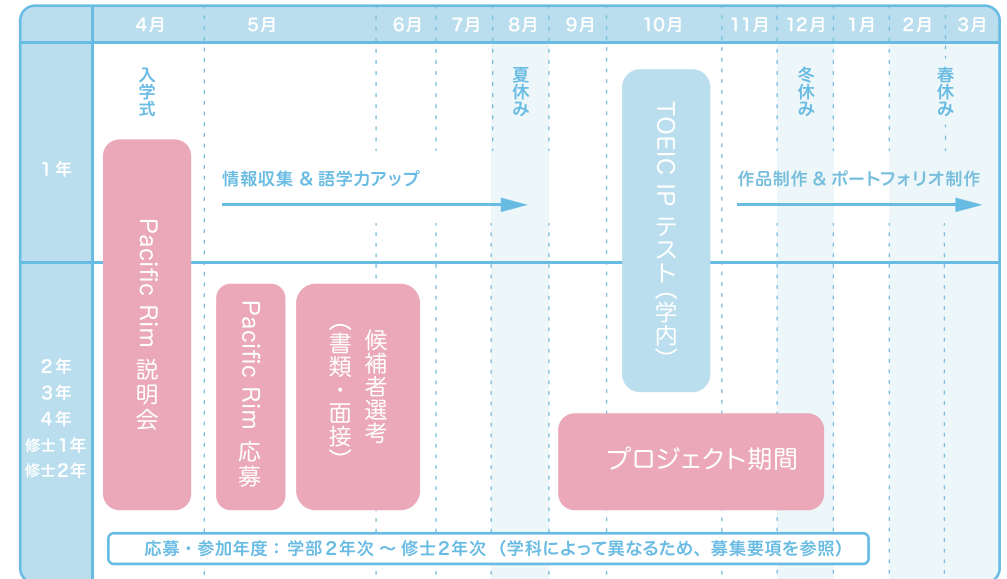 4月 5月 6月 7月 8月 9月 10月 11月 12月 1月 2月 3月
入学式
夏休み
冬休み
春休み
1年
情報収集 & 語学力アップ
作品制作 & ポートフォリオ制作
Pacific Rim 説明会
TOEIC IP テスト（学内）
2年
3年
4年
修士1年
修士2年
Pacific Rim 応募
候補者選考
（書類・面接）
プロジェクト期間
応募・参加年度：学部2年次 〜 修士2年次（学科によって異なるため、募集要項を参照）